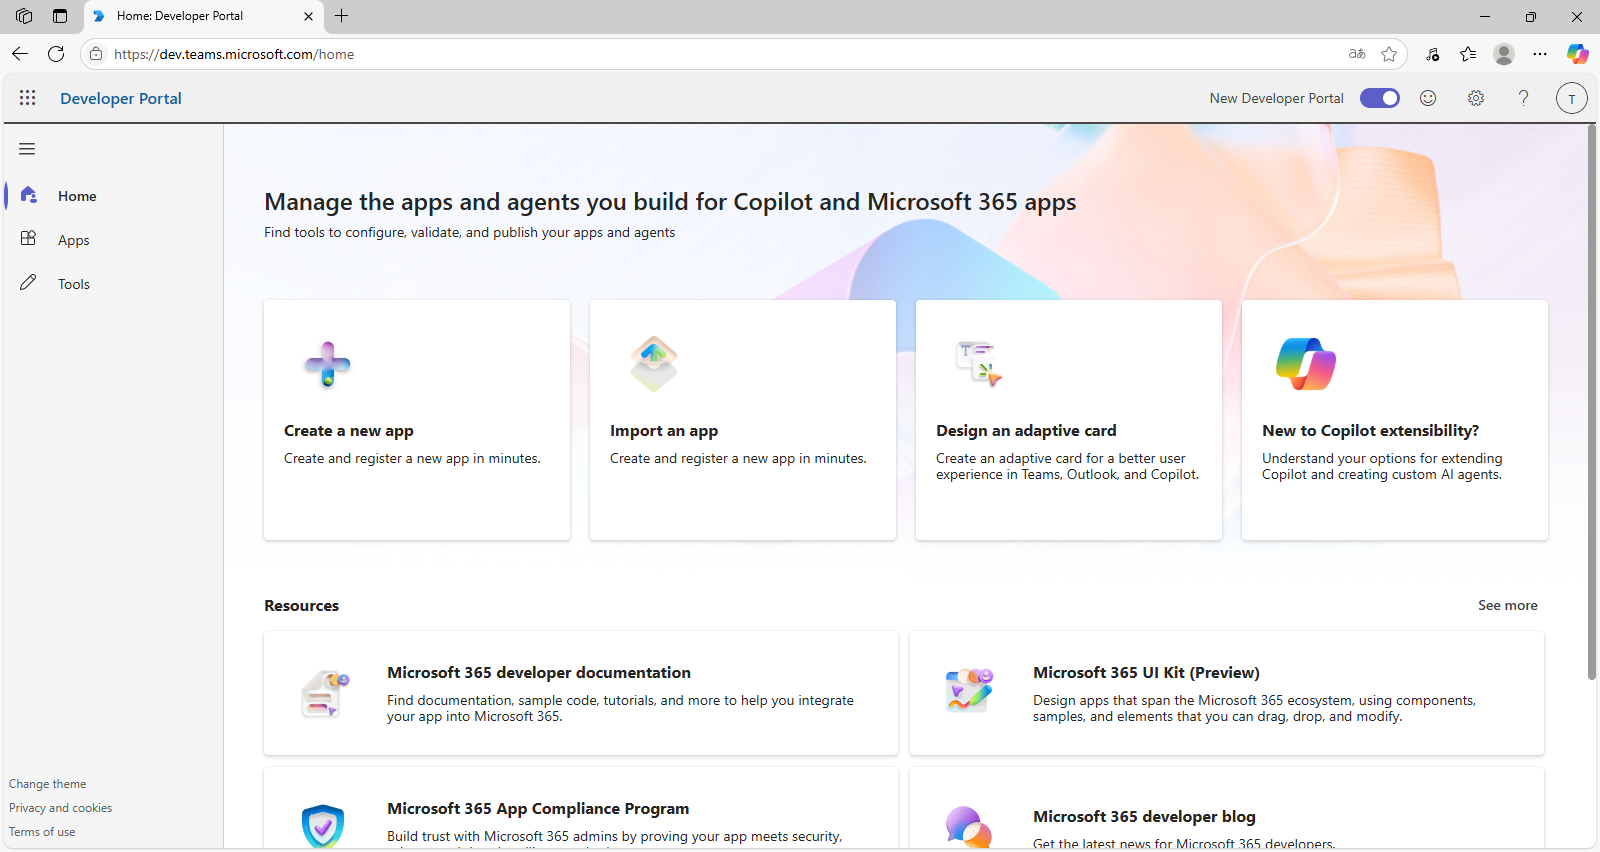 Home: Developer Portal
https://dev.teams.microsoft.com/home
aあ
Developer Portal
New Developer Portal
?
T
Home
Apps
Tools
Manage the apps and agents you build for Copilot and Microsoft 365 apps
Find tools to configure, validate, and publish your apps and agents
Create a new app
Create and register a new app in minutes.
Import an app
Create and register a new app in minutes.
Design an adaptive card
Create an adaptive card for a better user
experience in Teams, Outlook, and Copilot.
New to Copilot extensibility?
Understand your options for extending
Copilot and creating custom AI agents.
Resources
See more
Microsoft 365 developer documentation
Find documentation, sample code, tutorials, and more to help you integrate
your app into Microsoft 365.
Microsoft 365 UI Kit (Preview)
Design apps that span the Microsoft 365 ecosystem, using components,
samples, and elements that you can drag, drop, and modify.
Microsoft 365 App Compliance Program
Build trust with Microsoft 365 admins by proving your app meets security,
Microsoft 365 developer blog
Get the latest news for Microsoft 365 developers.
Change theme
Privacy and cookies
Terms of use